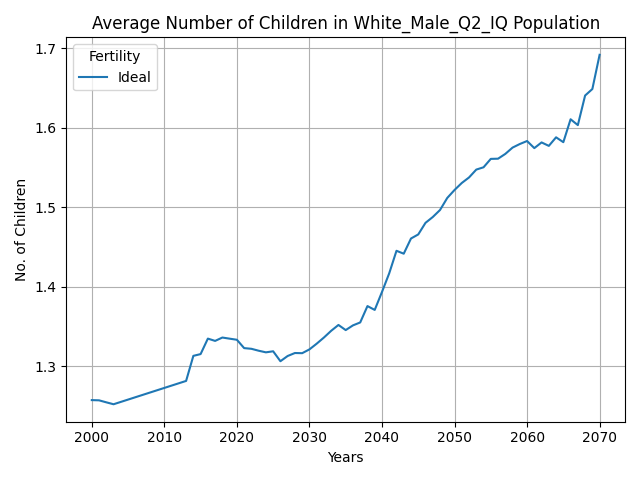 Average Number of Children in White_Male_Q2_IQ Population
Fertility
Ideal
No. of Children
1.7
1.6
1.5
1.4
1.3
2000 2010 2020 2030 2040 2050 2060 2070
Years